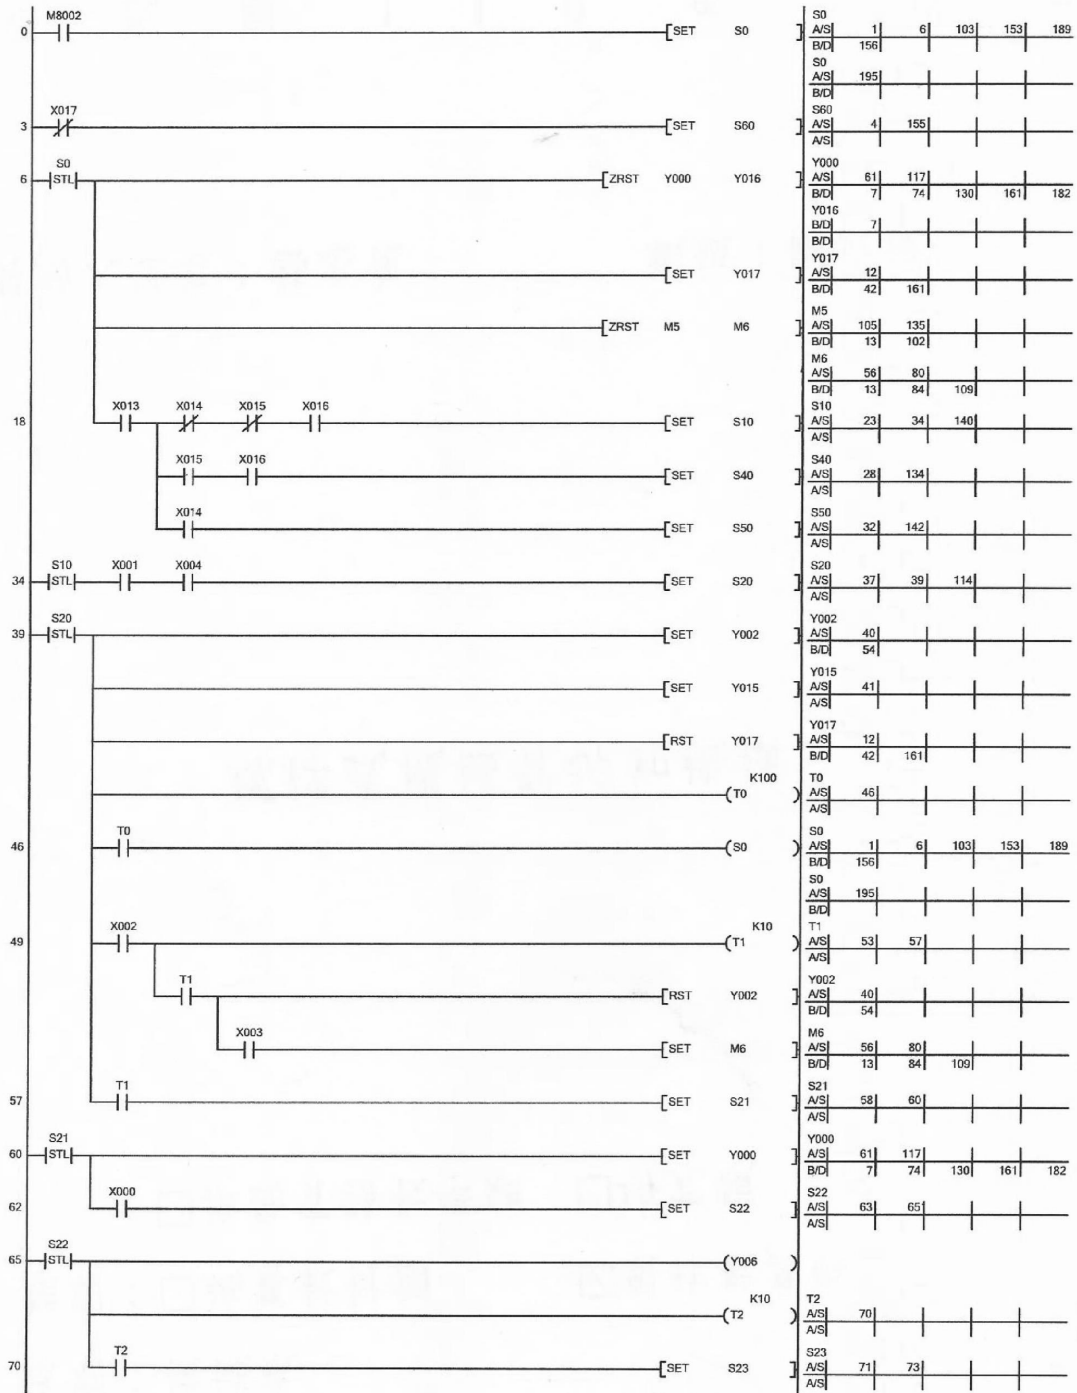 M8002
0 [SET S0 ]
S0
A/S 1 6 103 153 189
B/D 156
S0
A/S 195
B/D
X017
3 [SET S60 ]
S60
A/S 4 155
A/S
S0
6 STL [ZRST Y000 Y016 ]
Y000
A/S 61 117
B/D 7 74 130 161 182
Y016
B/D 7
B/D
[SET Y017 ]
Y017
A/S 12
B/D 42 161
[ZRST M5 M6 ]
M5
A/S 105 135
B/D 13 102
M6
A/S 56 80
B/D 13 84 109
X013 X014 X015 X016
18 [SET S10 ]
S10
A/S 23 34 140
A/S
X015 X016
[SET S40 ]
S40
A/S 28 134
A/S
X014
[SET S50 ]
S50
A/S 32 142
A/S
S10 X001 X004
34 STL [SET S20 ]
S20
A/S 37 39 114
A/S
S20
39 STL [SET Y002 ]
Y002
A/S 40
B/D 54
[SET Y015 ]
Y015
A/S 41
A/S
[RST Y017 ]
Y017
A/S 12
B/D 42 161
K100
(T0 )
T0
A/S 46
A/S
T0
46 (S0 )
S0
A/S 1 6 103 153 189
B/D 156
S0
A/S 195
B/D
X002 K10
49 (T1 )
T1
A/S 53 57
A/S
T1
[RST Y002 ]
Y002
A/S 40
B/D 54
X003
[SET M6 ]
M6
A/S 56 80
B/D 13 84 109
T1
57 [SET S21 ]
S21
A/S 58 60
A/S
S21
60 STL [SET Y000 ]
Y000
A/S 61 117
B/D 7 74 130 161 182
X000
62 [SET S22 ]
S22
A/S 63 65
A/S
S22
65 STL (Y006 )
K10
(T2 )
T2
A/S 70
A/S
T2
70 [SET S23 ]
S23
A/S 71 73
A/S